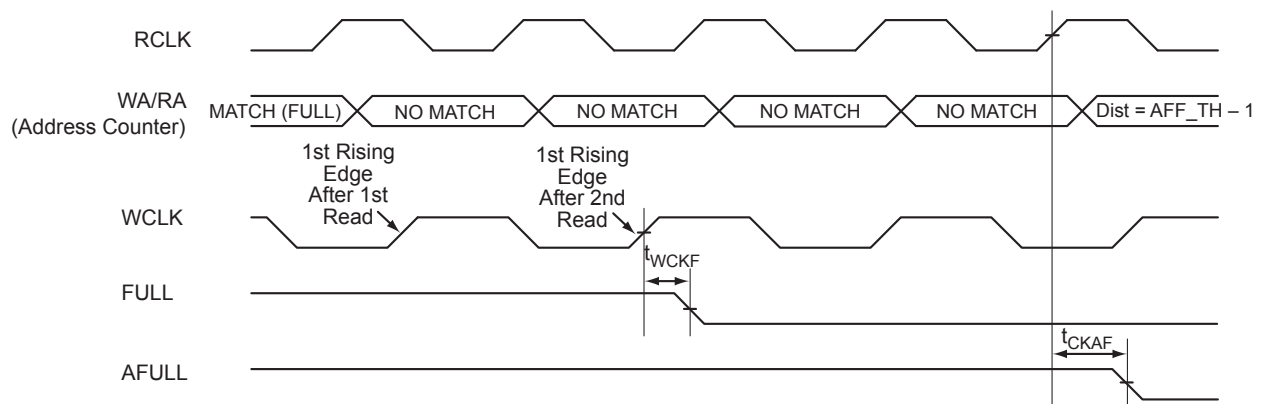 RCLK
WA/RA
(Address Counter)
MATCH (FULL)
NO MATCH
NO MATCH
NO MATCH
NO MATCH
Dist = AFF_TH – 1
1st Rising
Edge
After 1st
Read
1st Rising
Edge
After 2nd
Read
WCLK
tWCKF
FULL
tCKAF
AFULL